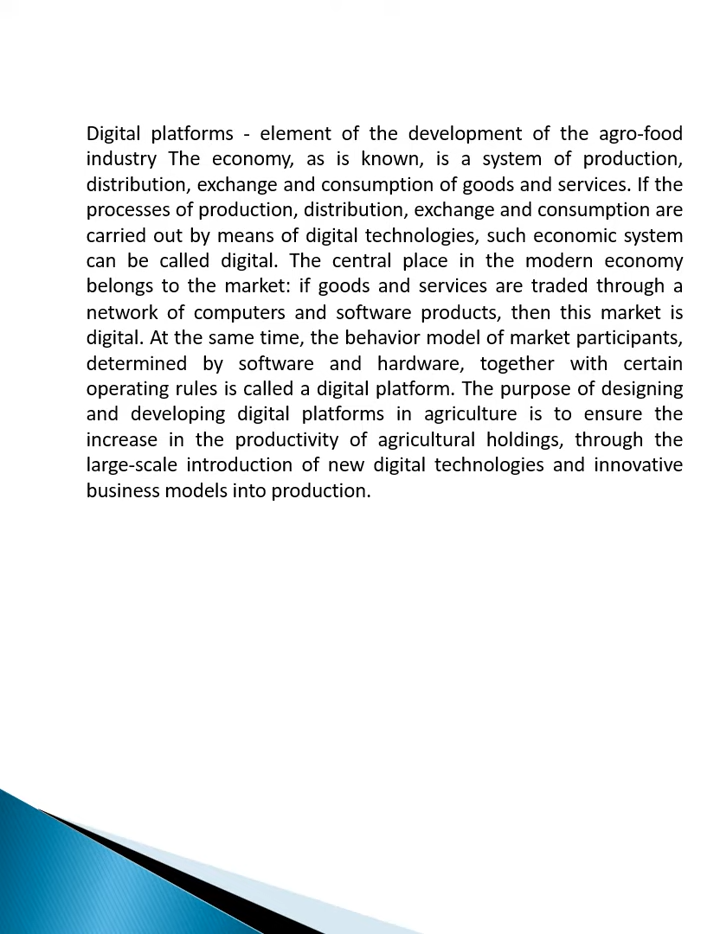 Digital platforms - element of the development of the agro-food
industry The economy, as is known, is a system of production,
distribution, exchange and consumption of goods and services. If the
processes of production, distribution, exchange and consumption are
carried out by means of digital technologies, such economic system
can be called digital. The central place in the modern economy
belongs to the market: if goods and services are traded through a
network of computers and software products, then this market is
digital. At the same time, the behavior model of market participants,
determined by software and hardware, together with certain
operating rules is called a digital platform. The purpose of designing
and developing digital platforms in agriculture is to ensure the
increase in the productivity of agricultural holdings, through the
large-scale introduction of new digital technologies and innovative
business models into production.